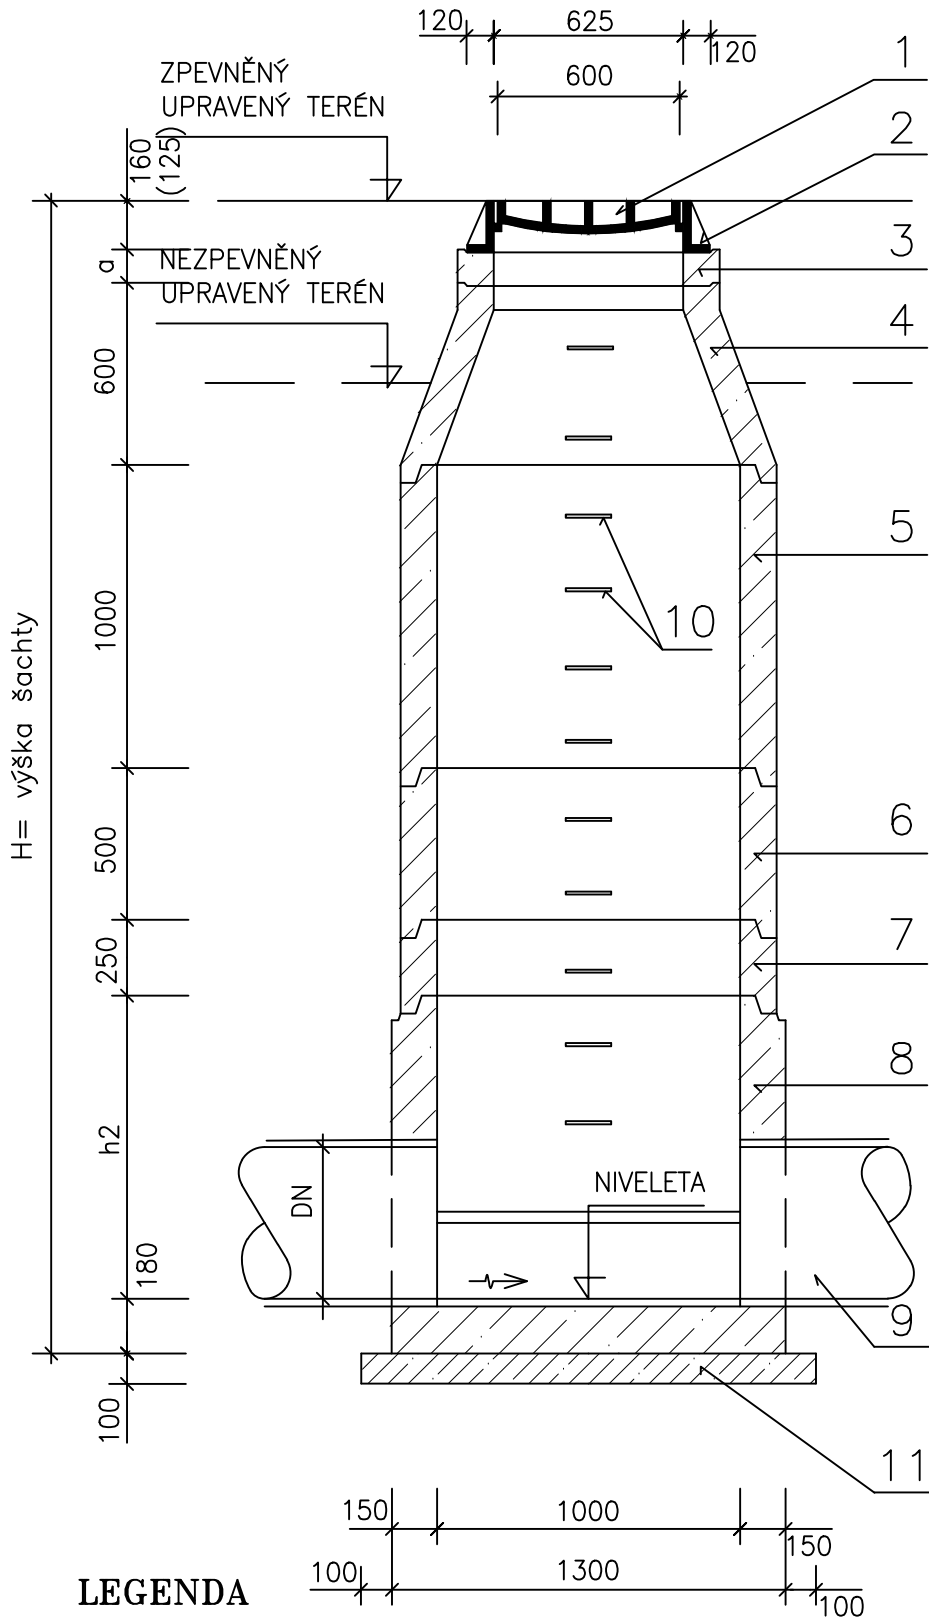 120
625
120
600
1
ZPEVNĚNÝ
UPRAVENÝ TERÉN
2
160
(125)
3
a
NEZPEVNĚNÝ
UPRAVENÝ TERÉN
4
600
5
1000
10
H= výška šachty
6
500
7
250
8
h2
DN
NIVELETA
180
9
100
11
150
1000
150
100
1300
100
LEGENDA